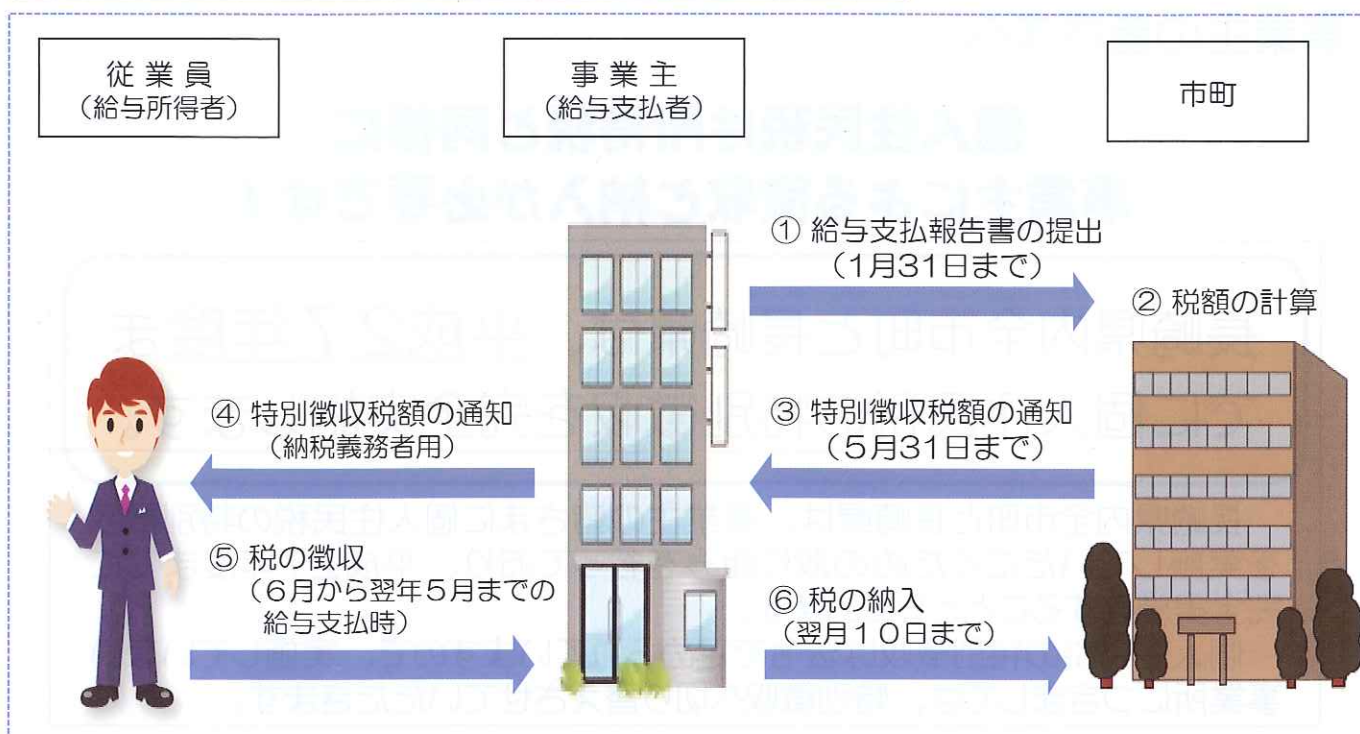 従業員
(給与所得者)
事業主
(給与支払者)
市町
① 給与支払報告書の提出
(1月31日まで)
② 税額の計算
④ 特別徴収税額の通知
(納税義務者用)
③ 特別徴収税額の通知
(5月31日まで)
⑤ 税の徴収
(6月から翌年5月までの
給与支払時)
⑥ 税の納入
(翌月10日まで)